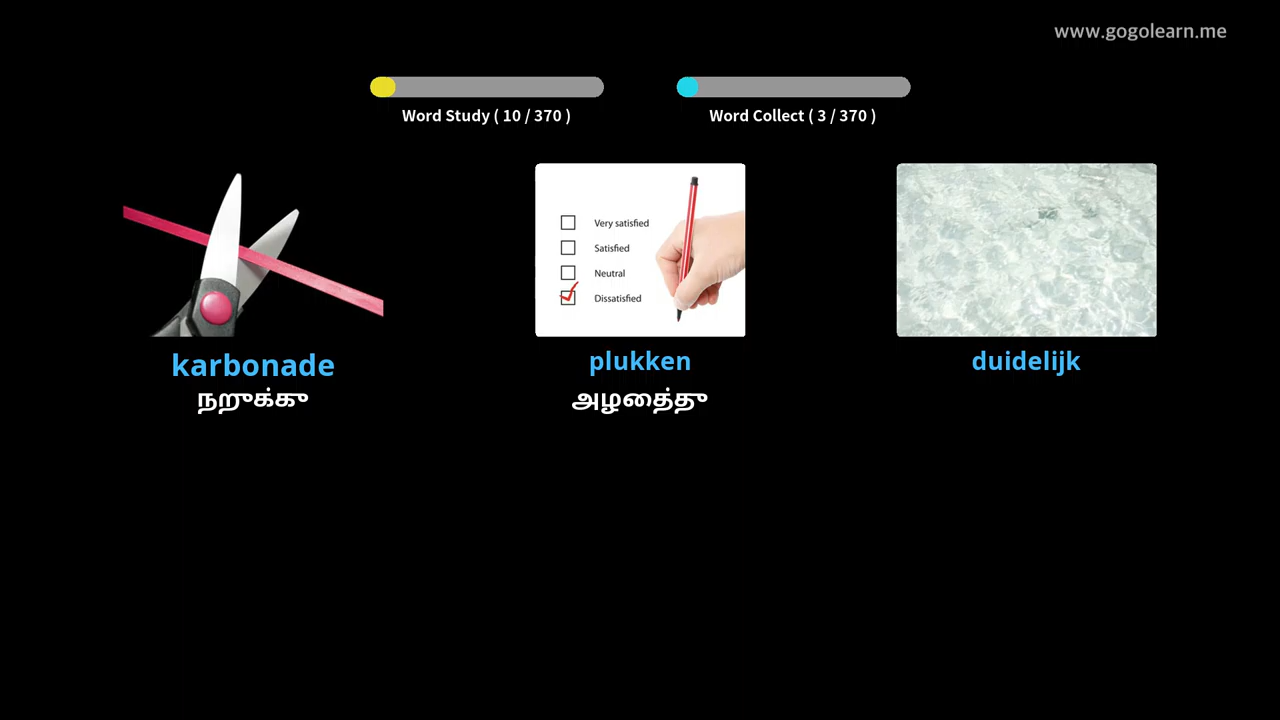 www.gogolearn.me
Word Study ( 10 / 370 )
Word Collect ( 3 / 370 )
Very satisfied
Satisfied
Neutral
Dissatisfied
karbonade
plukken
duidelijk
நறுக்கு
அழுத்து